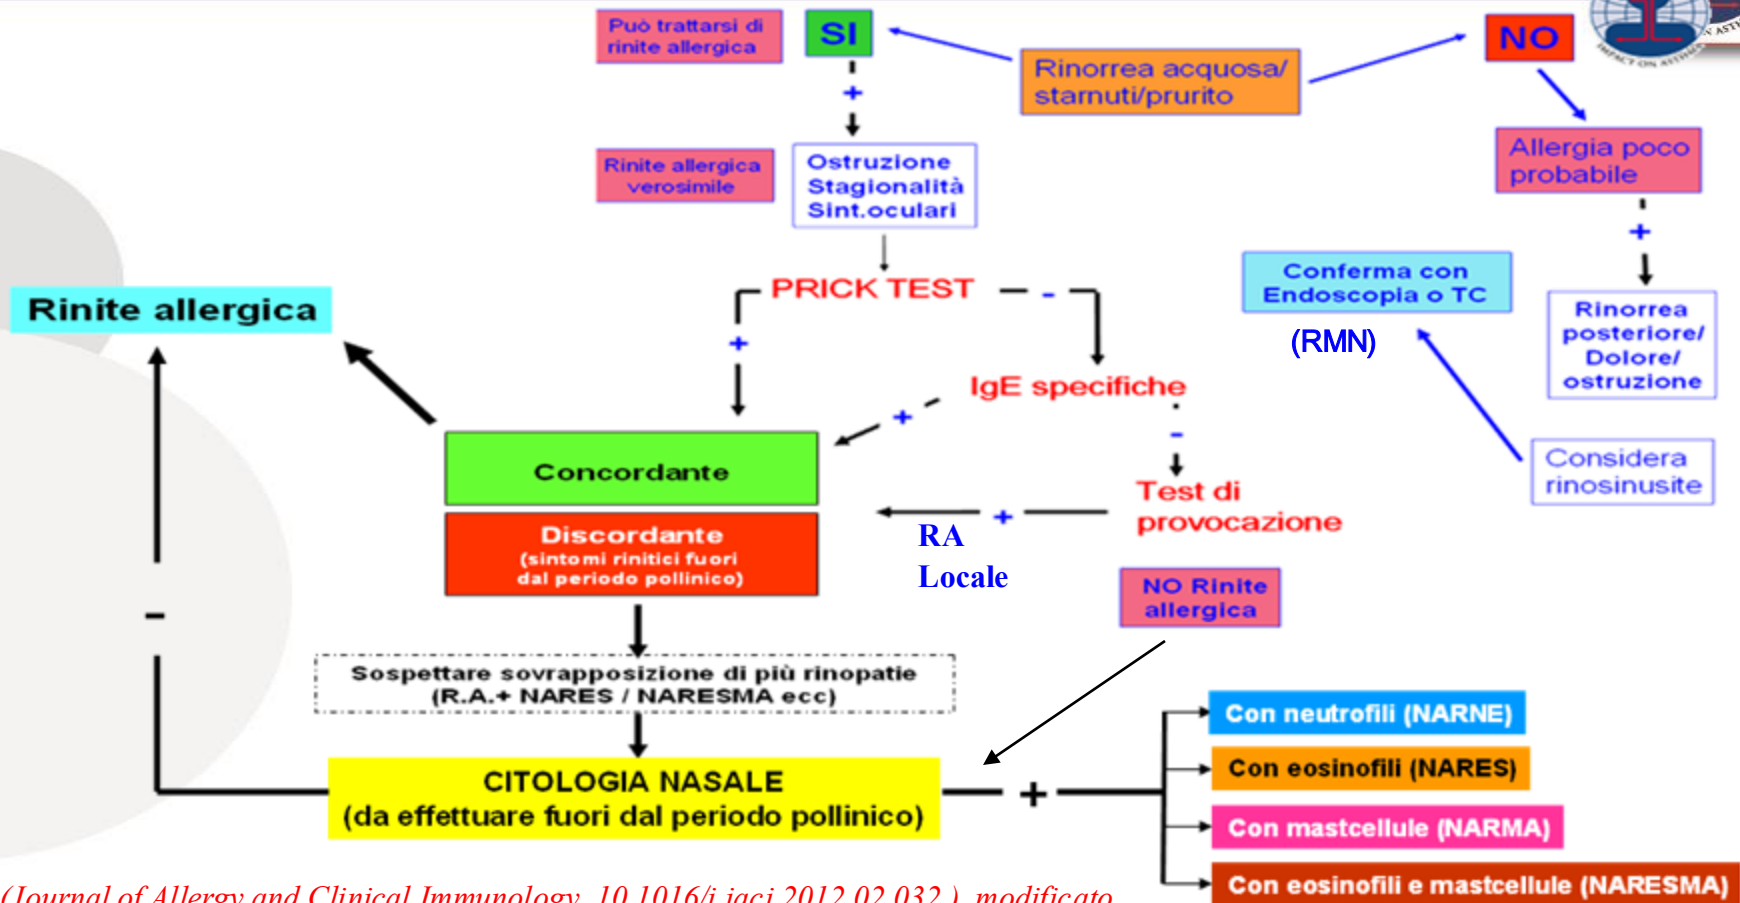 Può trattarsi di
rinite allergica
SI
+
Rinorrea acquosa/
starnuti/prurito
NO
IMPACT ON ASTHMA
Allergia poco
probabile
+
Rinorrea
posteriore/
Dolore/
ostruzione
Considera
rinosinusite
Conferma con
Endoscopia o TC
(RMN)
Rinite allergica
verosimile
Ostruzione
Stagionalità
Sint.oculari
PRICK TEST
-
+
IgE specifiche
+
-
Test di
provocazione
+
RA
Locale
NO Rinite
allergica
Rinite allergica
Concordante
Discordante
(sintomi rinitici fuori
dal periodo pollinico)
Sospettare sovrapposizione di più rinopatie
(R.A.+ NARES / NARESMA ecc)
CITOLOGIA NASALE
(da effettuare fuori dal periodo pollinico)
-
+
Con neutrofili (NARNE)
Con eosinofili (NARES)
Con mastcellule (NARMA)
Con eosinofili e mastcellule (NARESMA)
(Journal of Allergy and Clinical Immunology, 10.1016/j.jaci.2012.02.032 ) modificato